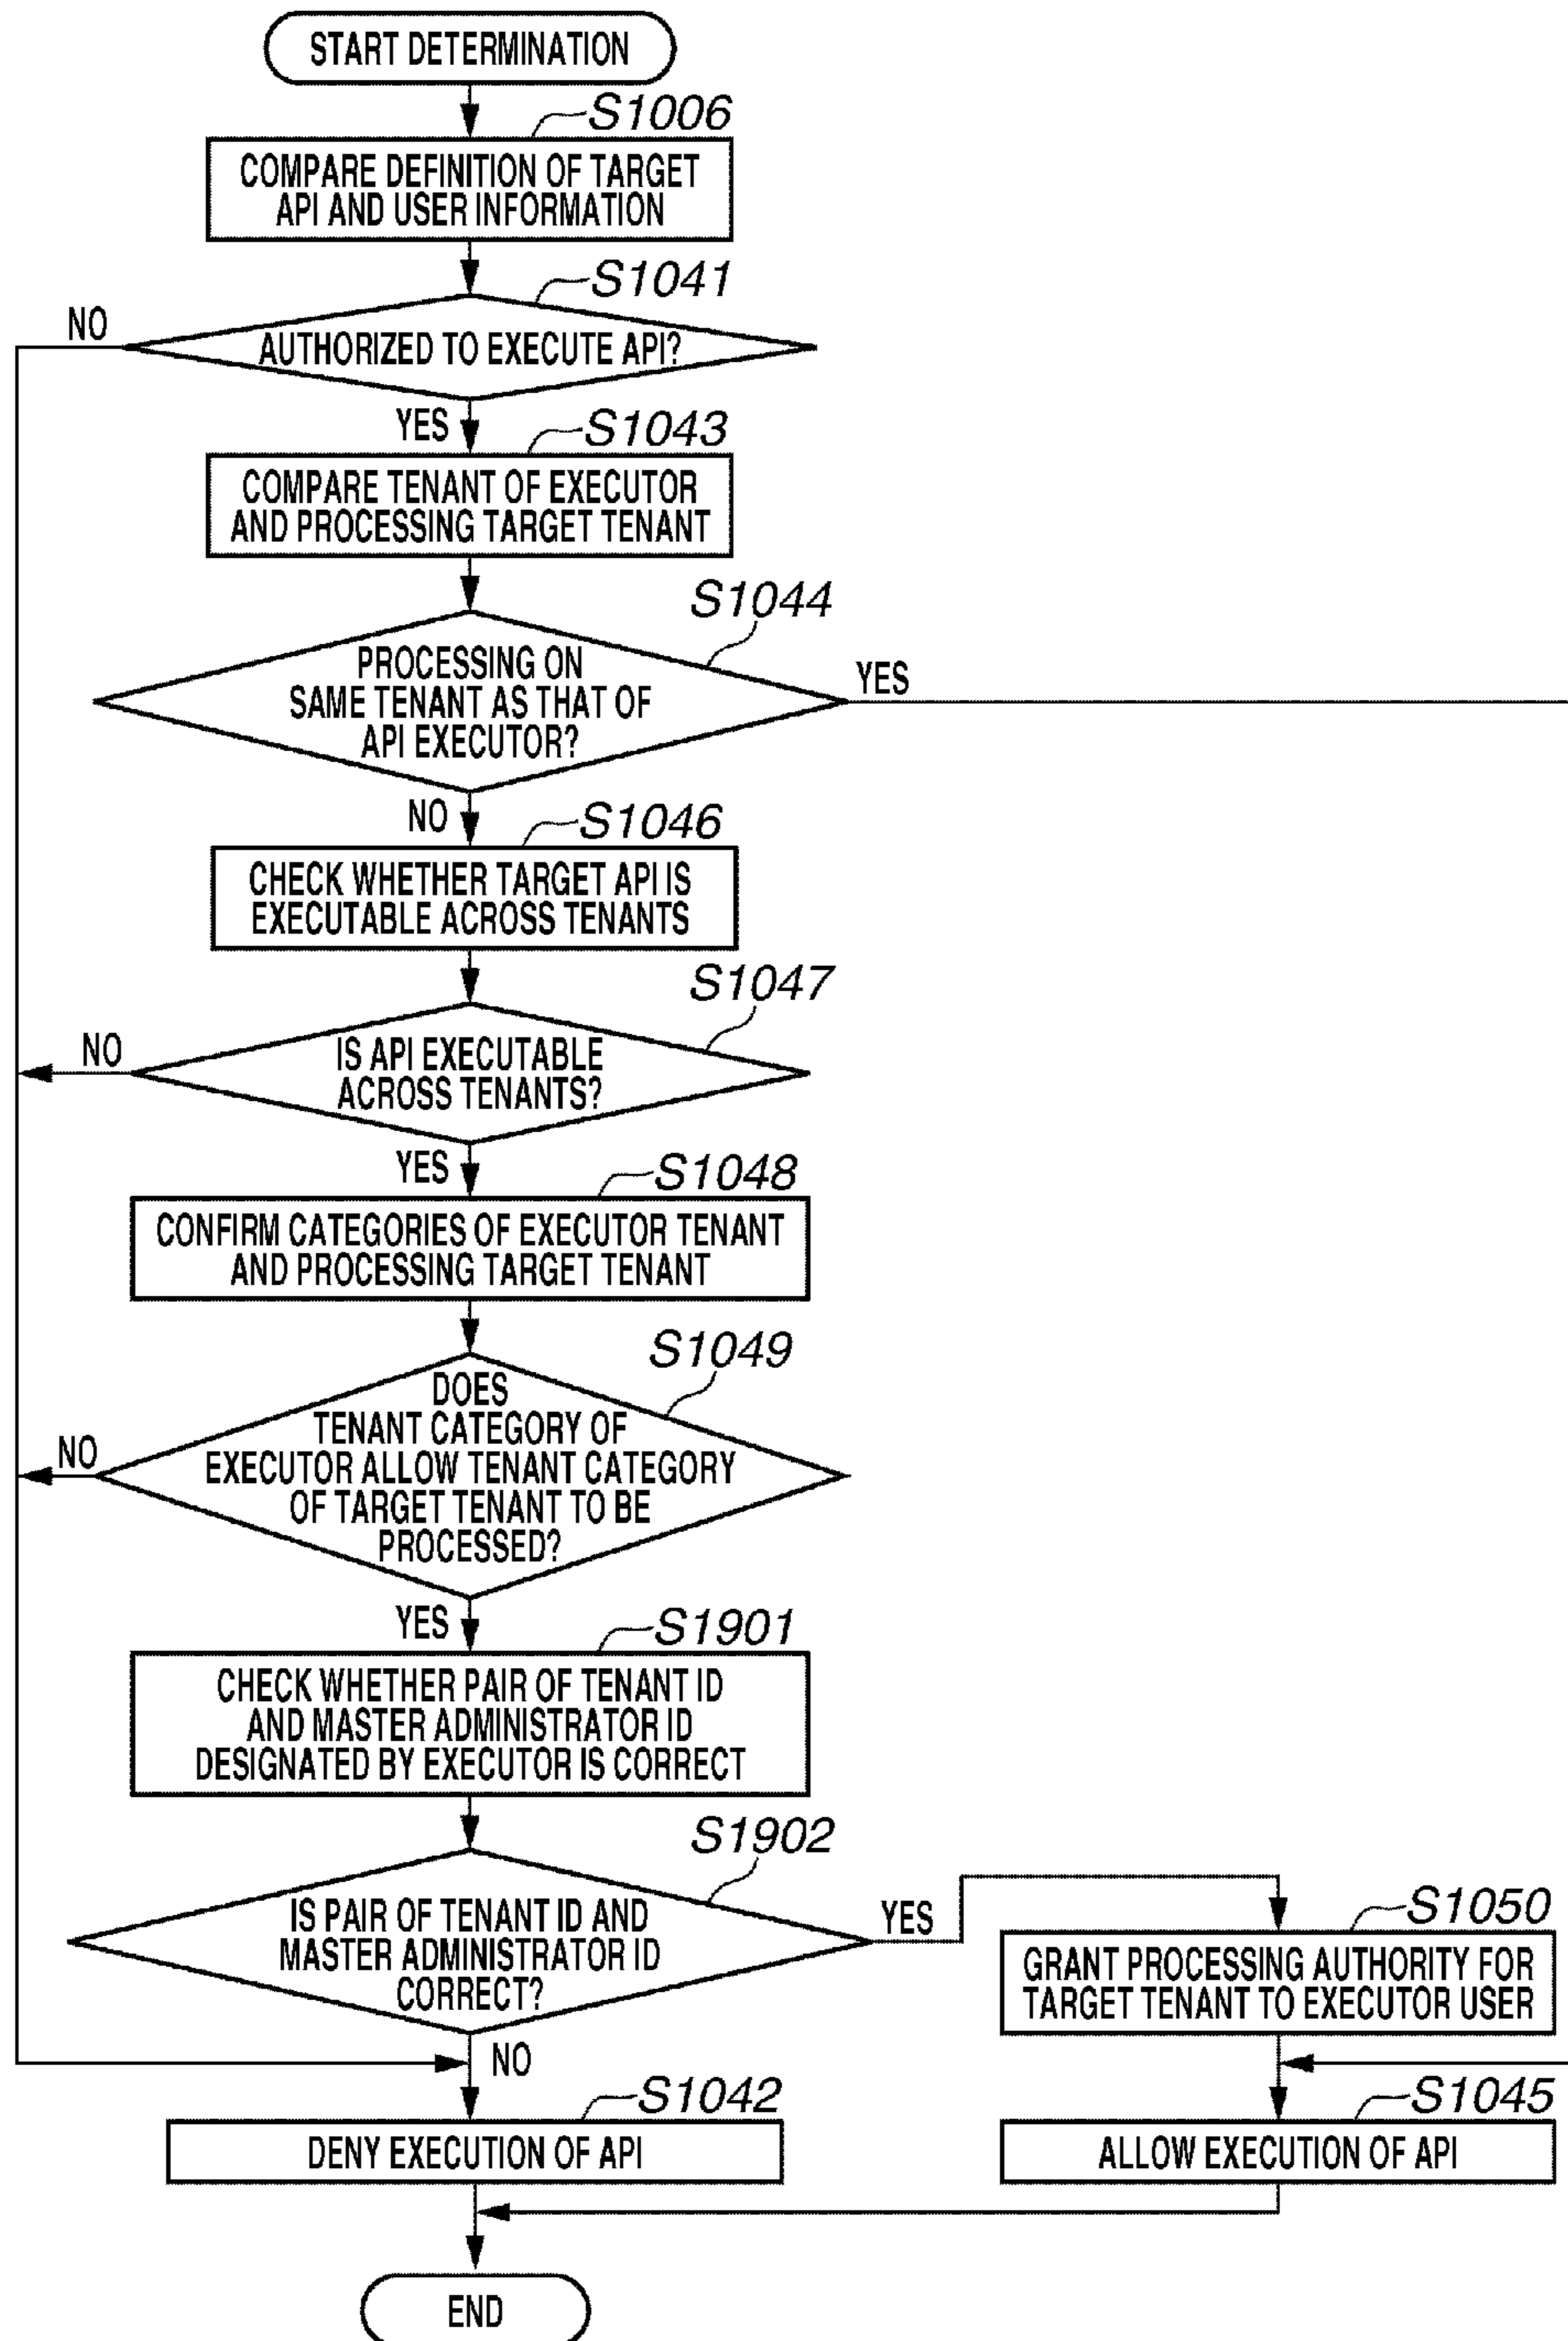 START DETERMINATION
S1006
COMPARE DEFINITION OF TARGET
API AND USER INFORMATION
S1041
NO
AUTHORIZED TO EXECUTE API?
YES
S1043
COMPARE TENANT OF EXECUTOR
AND PROCESSING TARGET TENANT
S1044
PROCESSING ON
SAME TENANT AS THAT OF
API EXECUTOR?
YES
NO
S1046
CHECK WHETHER TARGET API IS
EXECUTABLE ACROSS TENANTS
S1047
NO
IS API EXECUTABLE
ACROSS TENANTS?
YES
S1048
CONFIRM CATEGORIES OF EXECUTOR TENANT
AND PROCESSING TARGET TENANT
S1049
DOES
TENANT CATEGORY OF
EXECUTOR ALLOW TENANT CATEGORY
OF TARGET TENANT TO BE
PROCESSED?
NO
YES
S1901
CHECK WHETHER PAIR OF TENANT ID
AND MASTER ADMINISTRATOR ID
DESIGNATED BY EXECUTOR IS CORRECT
S1902
IS PAIR OF TENANT ID AND
MASTER ADMINISTRATOR ID
CORRECT?
YES
S1050
GRANT PROCESSING AUTHORITY FOR
TARGET TENANT TO EXECUTOR USER
NO
S1042
DENY EXECUTION OF API
S1045
ALLOW EXECUTION OF API
END